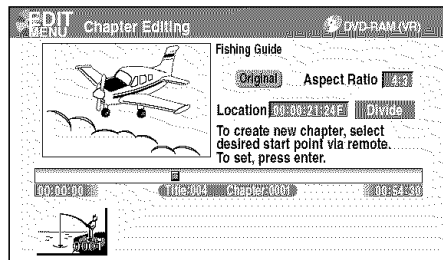 EDIT
MENU
Chapter Editing
DVD-RAM (VR)
Fishing Guide
Original
Aspect Ratio 4:3
Location 00:00:21:24F Divide
To create new chapter, select
desired start point via remote.
To set, press enter.
00:00:00 Title:004 Chapter:0001 00:54:30
0001